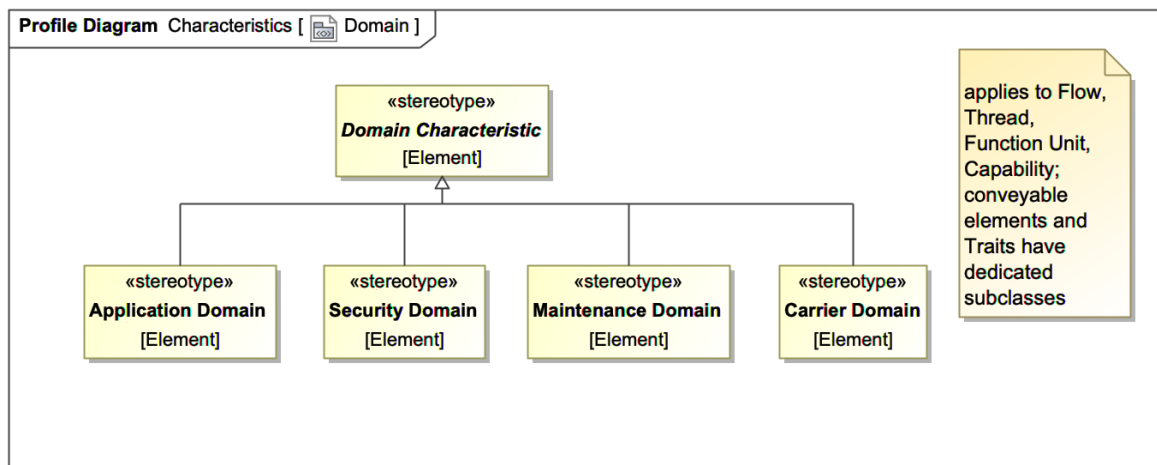 Profile Diagram Characteristics [ Domain ]
«stereotype»
Domain Characteristic
[Element]
«stereotype»
Application Domain
[Element]
«stereotype»
Security Domain
[Element]
«stereotype»
Maintenance Domain
[Element]
«stereotype»
Carrier Domain
[Element]
applies to Flow,
Thread,
Function Unit,
Capability;
conveyable
elements and
Traits have
dedicated
subclasses